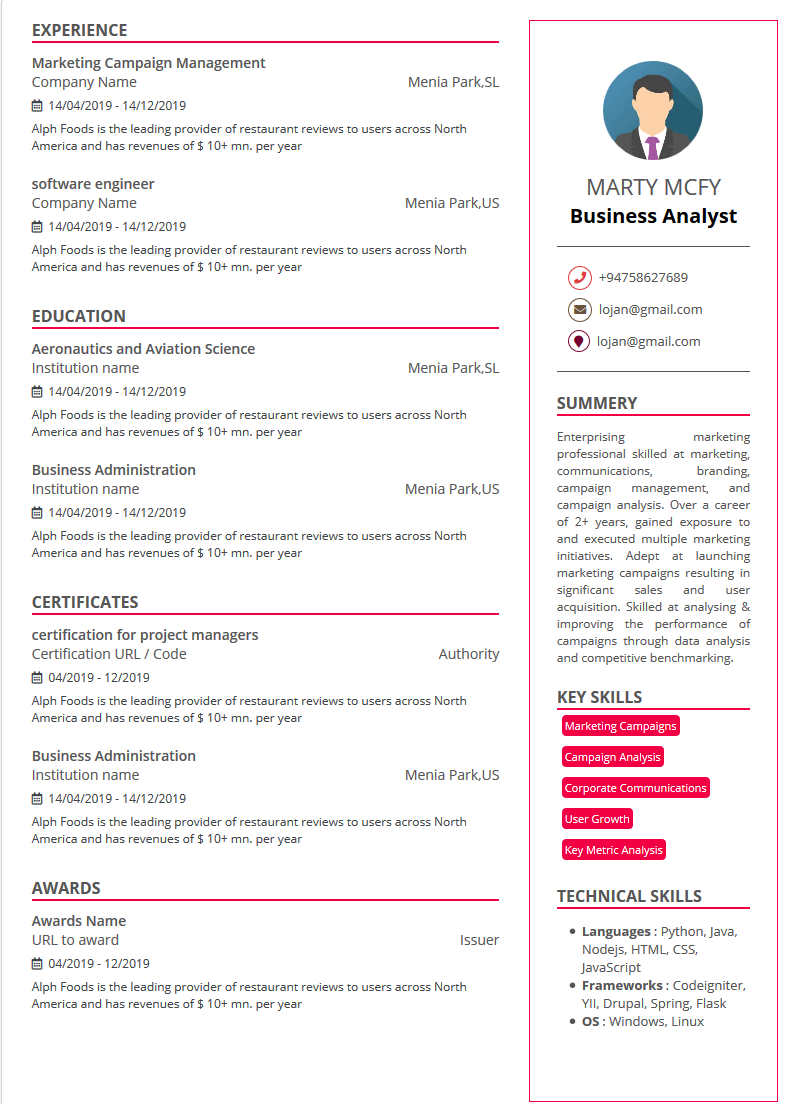 EXPERIENCE
Marketing Campaign Management
Company Name Menia Park,SL
14/04/2019 - 14/12/2019
Alph Foods is the leading provider of restaurant reviews to users across North
America and has revenues of $ 10+ mn. per year
software engineer
Company Name Menia Park,US
14/04/2019 - 14/12/2019
Alph Foods is the leading provider of restaurant reviews to users across North
America and has revenues of $ 10+ mn. per year
EDUCATION
Aeronautics and Aviation Science
Institution name Menia Park,SL
14/04/2019 - 14/12/2019
Alph Foods is the leading provider of restaurant reviews to users across North
America and has revenues of $ 10+ mn. per year
Business Administration
Institution name Menia Park,US
14/04/2019 - 14/12/2019
Alph Foods is the leading provider of restaurant reviews to users across North
America and has revenues of $ 10+ mn. per year
CERTIFICATES
certification for project managers
Certification URL / Code Authority
04/2019 - 12/2019
Alph Foods is the leading provider of restaurant reviews to users across North
America and has revenues of $ 10+ mn. per year
Business Administration
Institution name Menia Park,US
14/04/2019 - 14/12/2019
Alph Foods is the leading provider of restaurant reviews to users across North
America and has revenues of $ 10+ mn. per year
AWARDS
Awards Name
URL to award Issuer
04/2019 - 12/2019
Alph Foods is the leading provider of restaurant reviews to users across North
America and has revenues of $ 10+ mn. per year
MARTY MCFY
Business Analyst
+94758627689
lojan@gmail.com
lojan@gmail.com
SUMMERY
Enterprising marketing
professional skilled at marketing,
communications, branding,
campaign management, and
campaign analysis. Over a career
of 2+ years, gained exposure to
and executed multiple marketing
initiatives. Adept at launching
marketing campaigns resulting in
significant sales and user
acquisition. Skilled at analysing &
improving the performance of
campaigns through data analysis
and competitive benchmarking.
KEY SKILLS
Marketing Campaigns
Campaign Analysis
Corporate Communications
User Growth
Key Metric Analysis
TECHNICAL SKILLS
Languages : Python, Java,
Nodejs, HTML, CSS,
JavaScript
Frameworks : Codeigniter,
YII, Drupal, Spring, Flask
OS : Windows, Linux